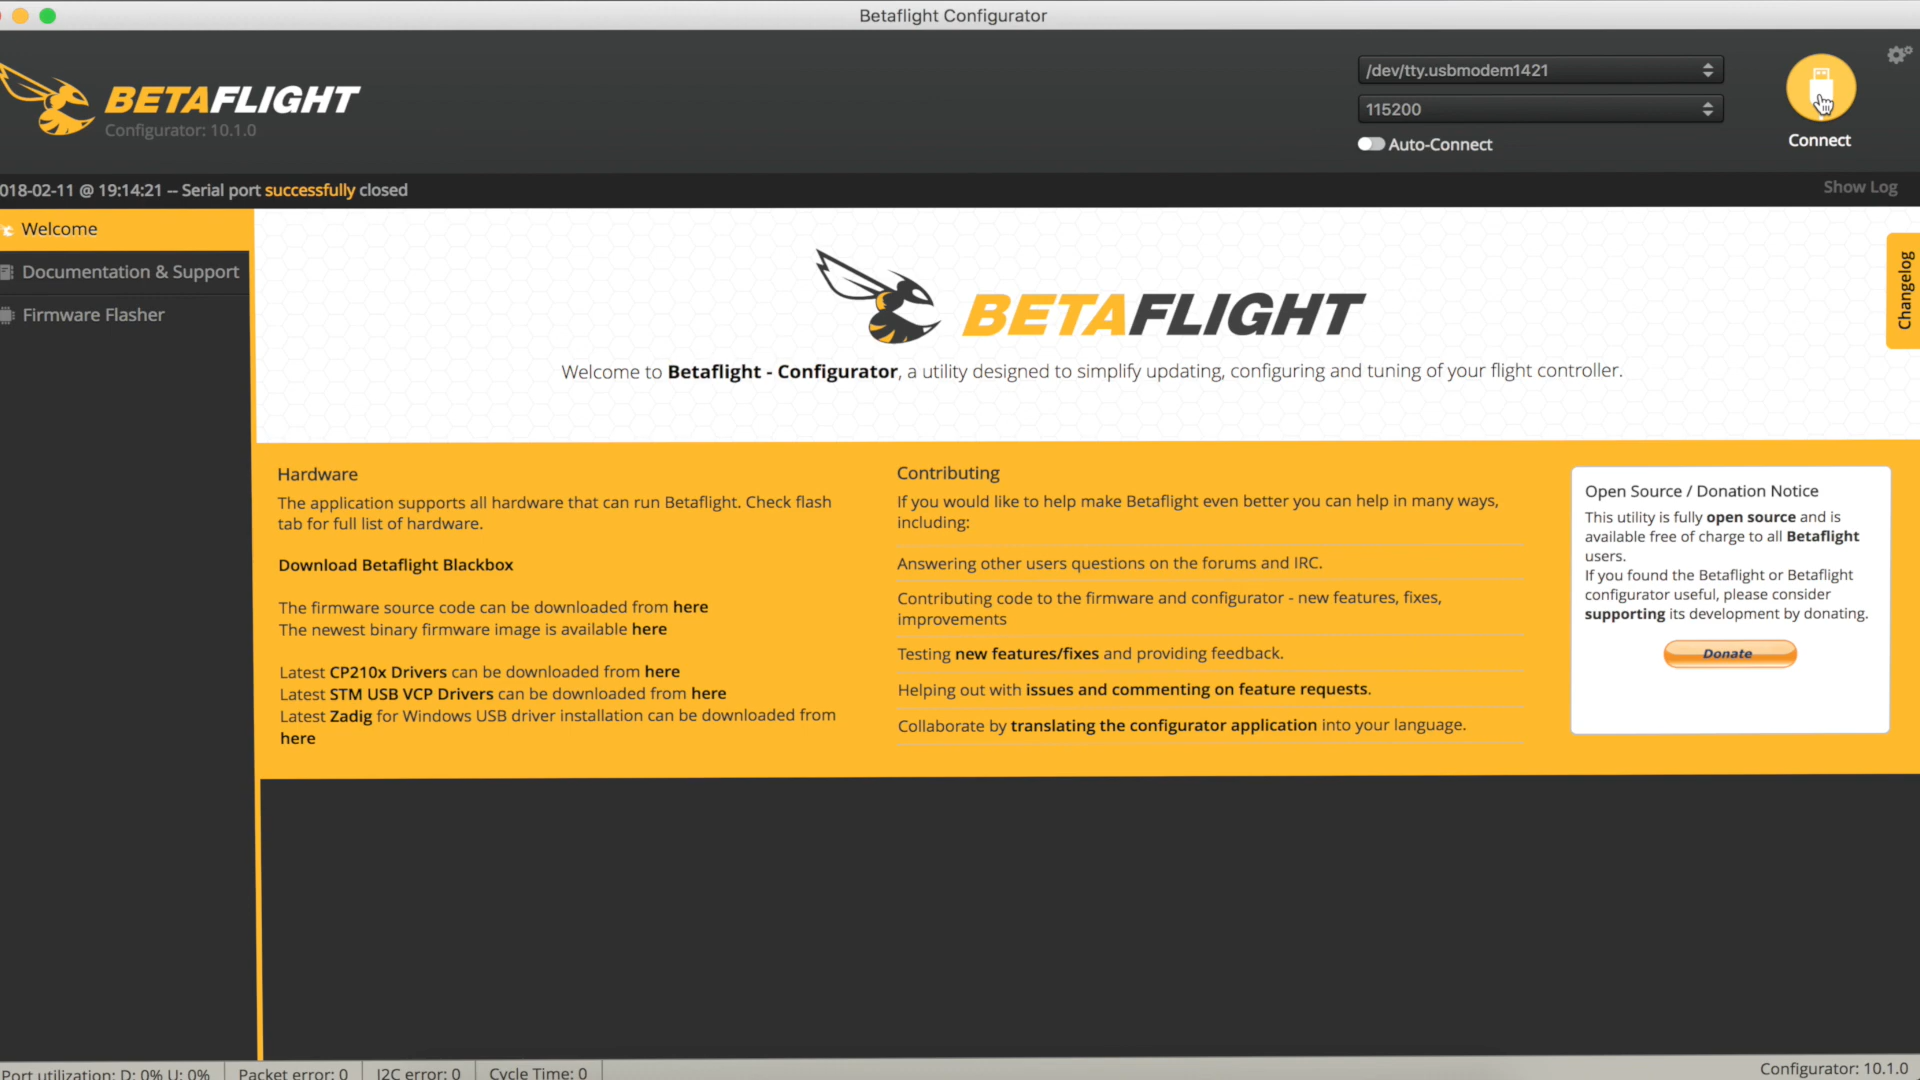 Betaflight Configurator
BETAFLIGHT
Configurator: 10.1.0
/dev/tty.usbmodem1421
115200
Auto-Connect
Connect
018-02-11 @ 19:14:21 -- Serial port successfully closed
Show Log
Welcome
Documentation & Support
Firmware Flasher
Changelog
BETAFLIGHT
Welcome to Betaflight - Configurator, a utility designed to simplify updating, configuring and tuning of your flight controller.
Hardware
The application supports all hardware that can run Betaflight. Check flash
tab for full list of hardware.
Download Betaflight Blackbox
The firmware source code can be downloaded from here
The newest binary firmware image is available here
Latest CP210x Drivers can be downloaded from here
Latest STM USB VCP Drivers can be downloaded from here
Latest Zadig for Windows USB driver installation can be downloaded from
here
Contributing
If you would like to help make Betaflight even better you can help in many ways,
including:
Answering other users questions on the forums and IRC.
Contributing code to the firmware and configurator - new features, fixes,
improvements
Testing new features/fixes and providing feedback.
Helping out with issues and commenting on feature requests.
Collaborate by translating the configurator application into your language.
Open Source / Donation Notice
This utility is fully open source and is
available free of charge to all Betaflight
users.
If you found the Betaflight or Betaflight
configurator useful, please consider
supporting its development by donating.
Donate
Port utilization: D: 0% U: 0%
Packet error: 0
I2C error: 0
Cycle Time: 0
Configurator: 10.1.0